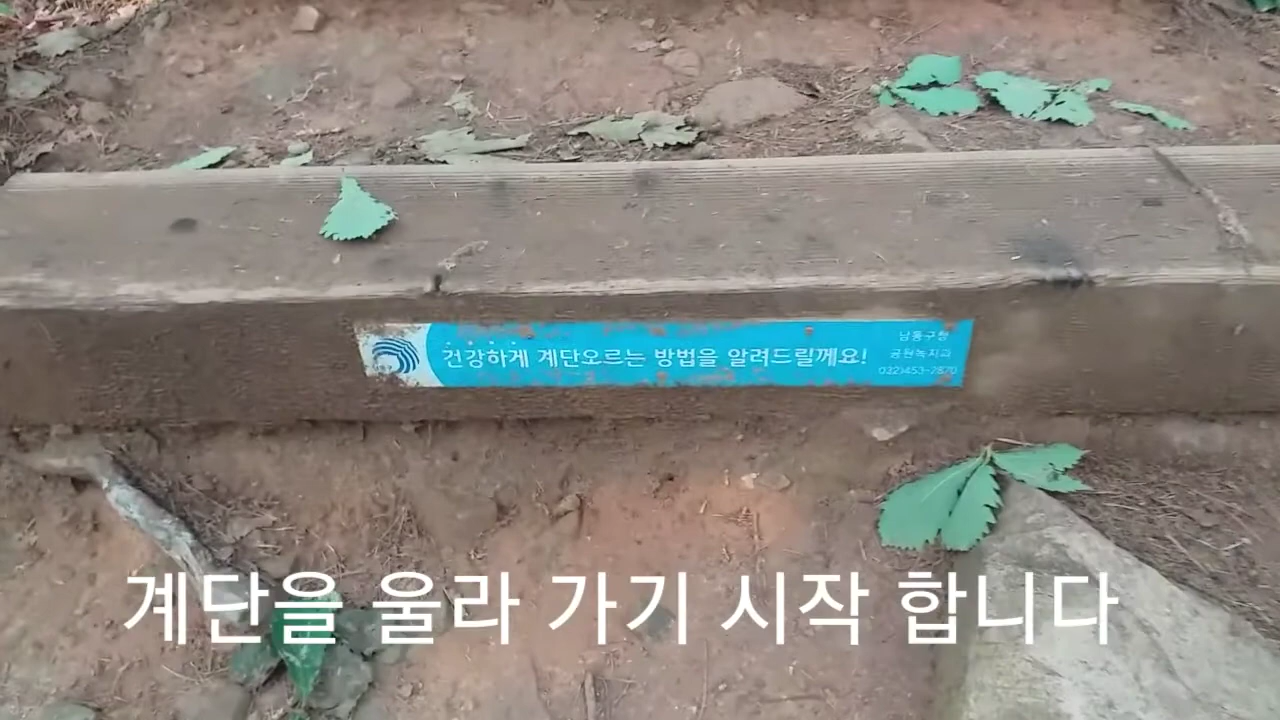 건강하게 계단오르는 방법을 알려드릴께요!
남동구청
공원녹지과
032)453-2870
계단을 울라 가기 시작 합니다